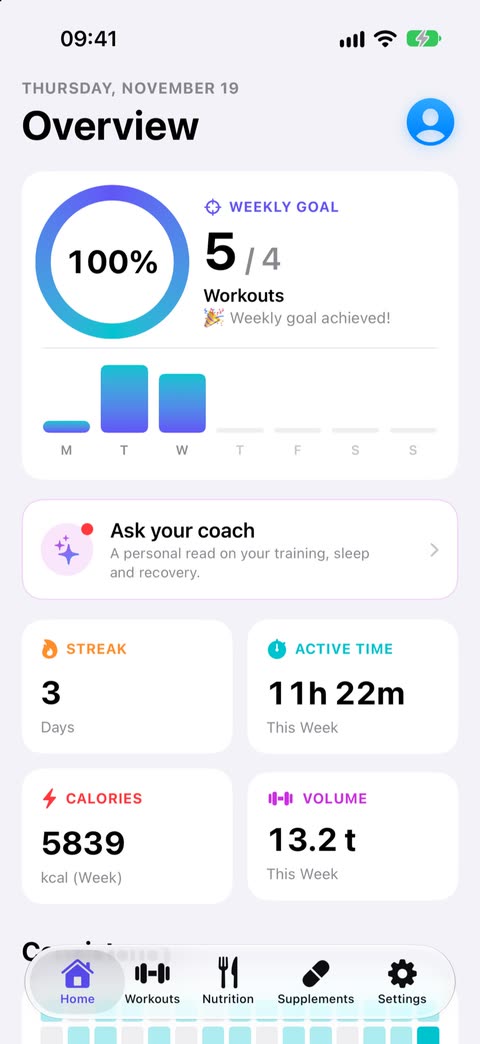 09:41
THURSDAY, NOVEMBER 19
Overview
100%
WEEKLY GOAL
5 / 4
Workouts
🎉 Weekly goal achieved!
M T W T F S S
Ask your coach
A personal read on your training, sleep
and recovery.
STREAK
3
Days
ACTIVE TIME
11h 22m
This Week
CALORIES
5839
kcal (Week)
VOLUME
13.2 t
This Week
Home Workouts Nutrition Supplements Settings